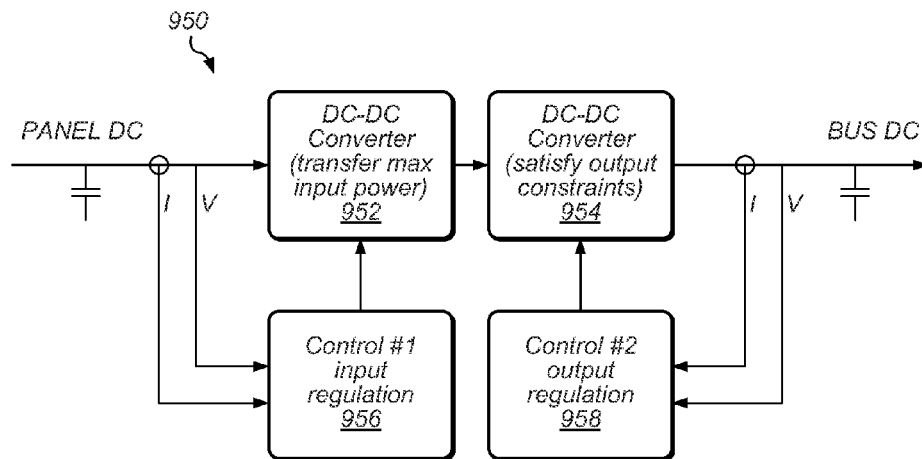 950
PANEL DC
DC-DC
Converter
(transfer max
input power)
952
DC-DC
Converter
(satisfy output
constraints)
954
BUS DC
I
V
I
V
Control #1
input
regulation
956
Control #2
output
regulation
958